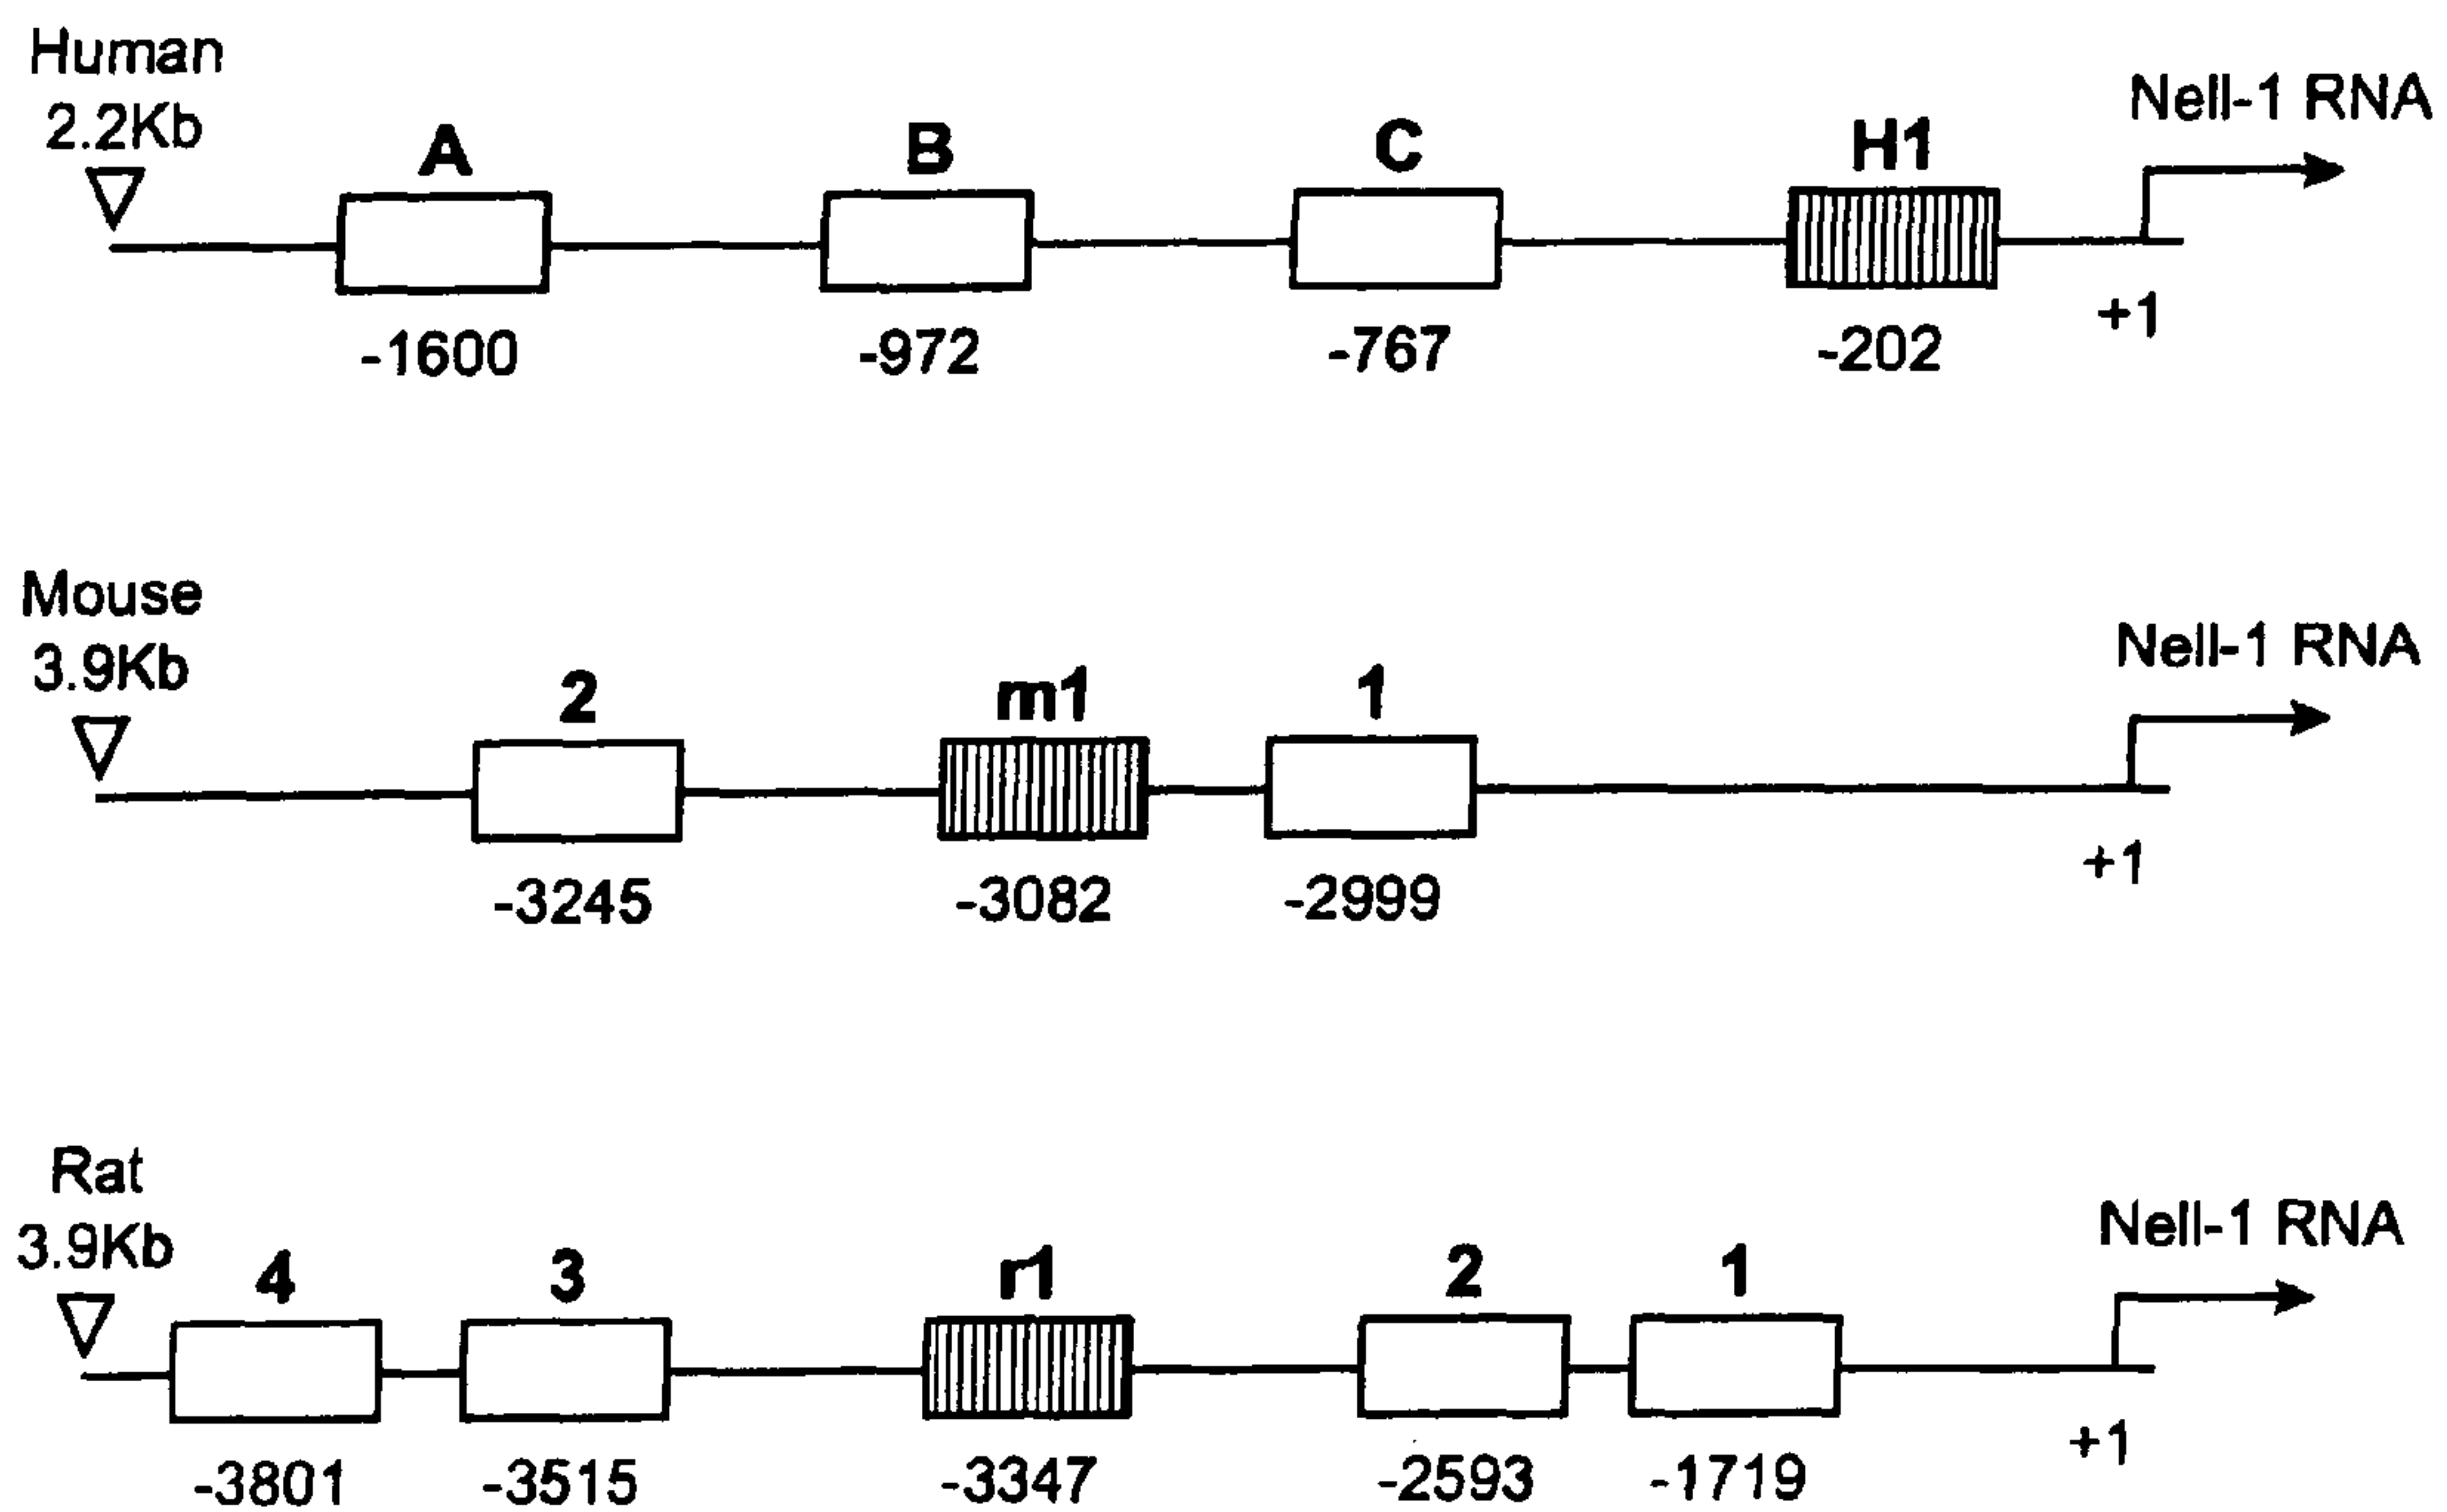 Human
2.2Kb
A B C H1 Nell-1 RNA
-1600 -972 -767 -202 +1
Mouse
3.9Kb
2 m1 1 Nell-1 RNA
-3245 -3082 -2999 +1
Rat
3.9Kb
4 3 r1 2 1 Nell-1 RNA
-3801 -3515 -3347 -2593 -1719 +1